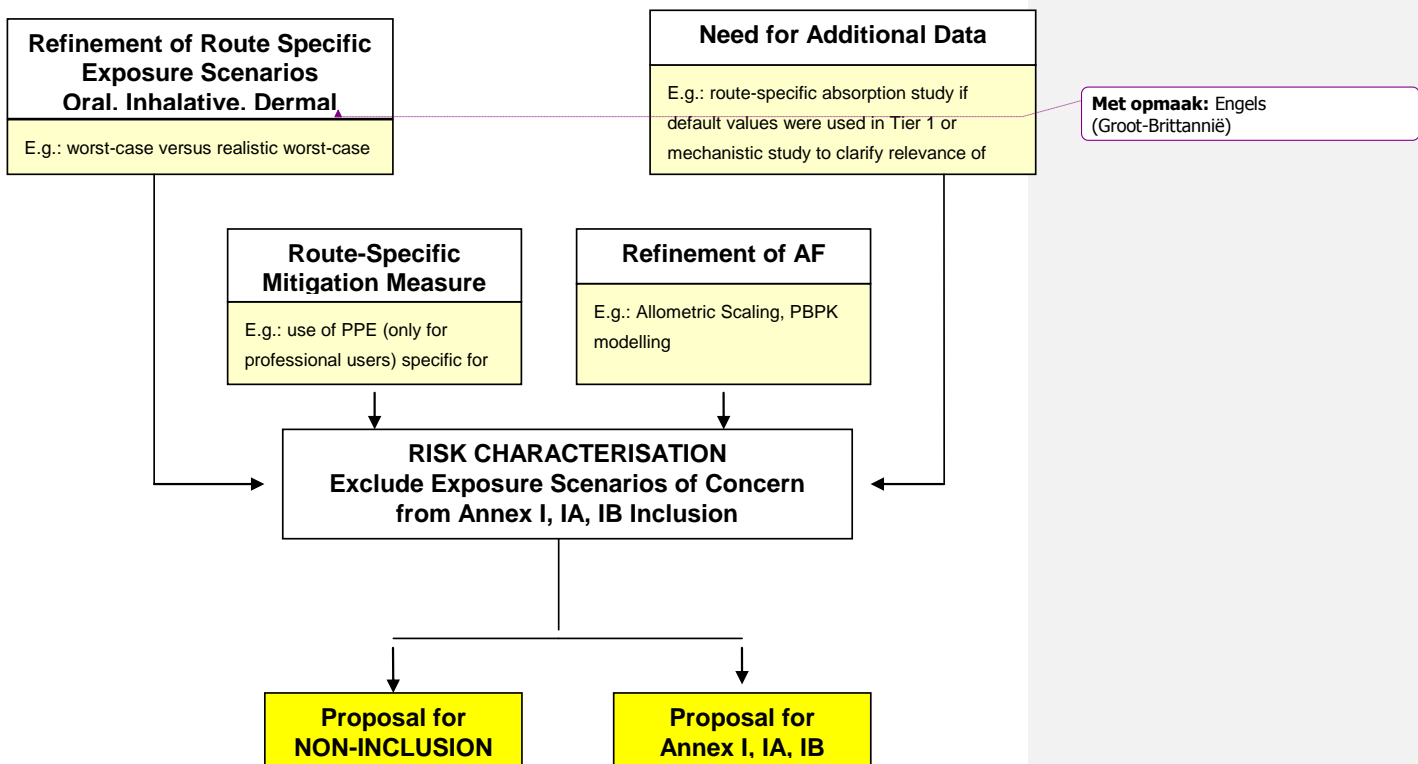 Refinement of Route Specific
Exposure Scenarios
Oral, Inhalative, Dermal
E.g.: worst-case versus realistic worst-case
Need for Additional Data
E.g.: route-specific absorption study if
default values were used in Tier 1 or
mechanistic study to clarify relevance of
Met opmaak: Engels
(Groot-Brittannië)
Route-Specific
Mitigation Measure
E.g.: use of PPE (only for
professional users) specific for
Refinement of AF
E.g.: Allometric Scaling, PBPK
modelling
RISK CHARACTERISATION
Exclude Exposure Scenarios of Concern
from Annex I, IA, IB Inclusion
Proposal for
NON-INCLUSION
Proposal for
Annex I, IA, IB